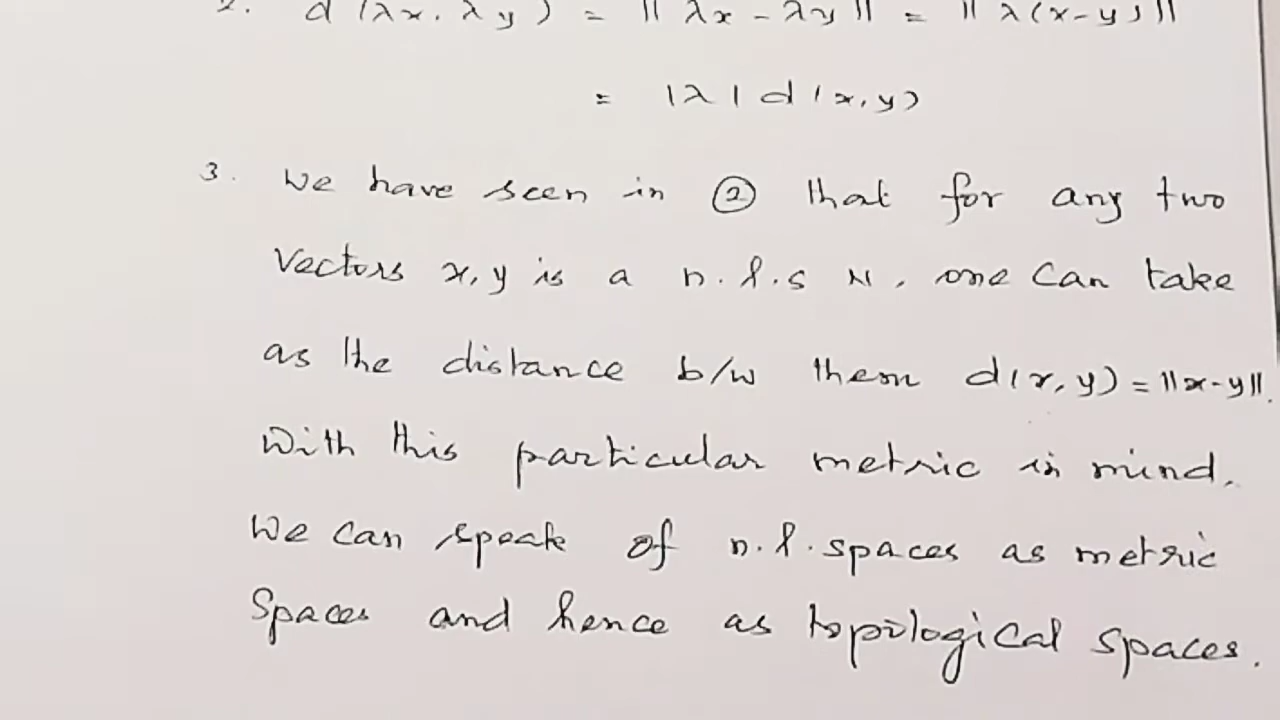 2. d(λx, λy) = ||λx - λy|| = ||λ(x-y)||
= |λ| d(x,y)
3. We have seen in ② that for any two
Vectors x, y is a n.l.s N, one can take
as the distance b/w them d(x,y) = ||x-y||.
With this particular metric in mind,
We can speak of n.l. spaces as metric
Spaces and hence as topological spaces.